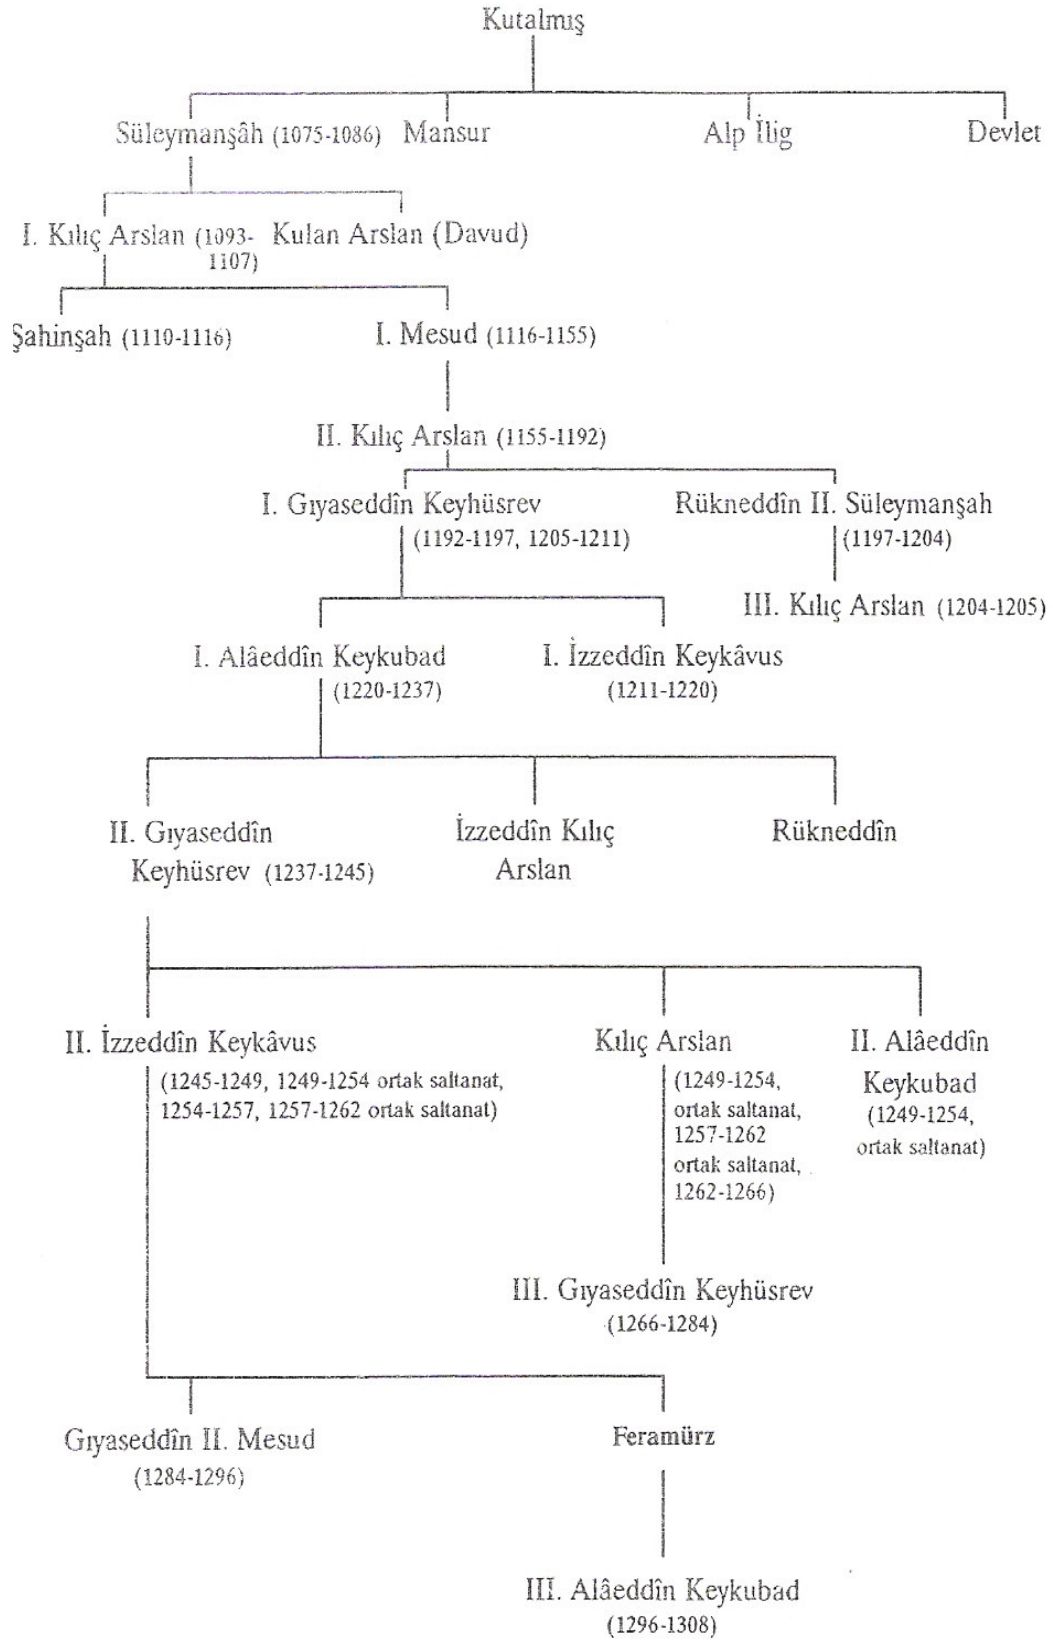 Kutalmış
Süleymanşâh (1075-1086) Mansur Alp İlig Devlet
I. Kılıç Arslan (1093-1107) Kulan Arslan (Davud)
Şahinşah (1110-1116) I. Mesud (1116-1155)
II. Kılıç Arslan (1155-1192)
I. Gıyaseddîn Keyhüsrev Rükneddîn II. Süleymanşah
(1192-1197, 1205-1211) (1197-1204)
III. Kılıç Arslan (1204-1205)
I. Alâeddîn Keykubad I. İzzeddîn Keykâvus
(1220-1237) (1211-1220)
II. Gıyaseddîn İzzeddîn Kılıç Rükneddîn
Keyhüsrev (1237-1245) Arslan
II. İzzeddîn Keykâvus
(1245-1249, 1249-1254 ortak saltanat,
1254-1257, 1257-1262 ortak saltanat)
Kılıç Arslan
(1249-1254,
ortak saltanat,
1257-1262
ortak saltanat,
1262-1266)
II. Alâeddîn
Keykubad
(1249-1254,
ortak saltanat)
III. Gıyaseddîn Keyhüsrev
(1266-1284)
Gıyaseddîn II. Mesud Feramürz
(1284-1296)
III. Alâeddîn Keykubad
(1296-1308)